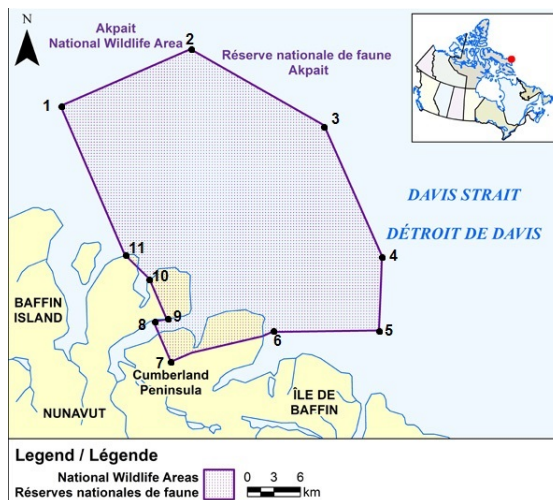 N
Akpait
National Wildlife Area
Réserve nationale de faune
Akpait
1
2
3
DAVIS STRAIT
DÉTROIT DE DAVIS
4
11
10
BAFFIN
ISLAND
9
8
6
5
7
Cumberland
Peninsula
ÎLE DE
BAFFIN
NUNAVUT
Legend / Légende
National Wildlife Areas
Réserves nationales de faune
0 3 6
km